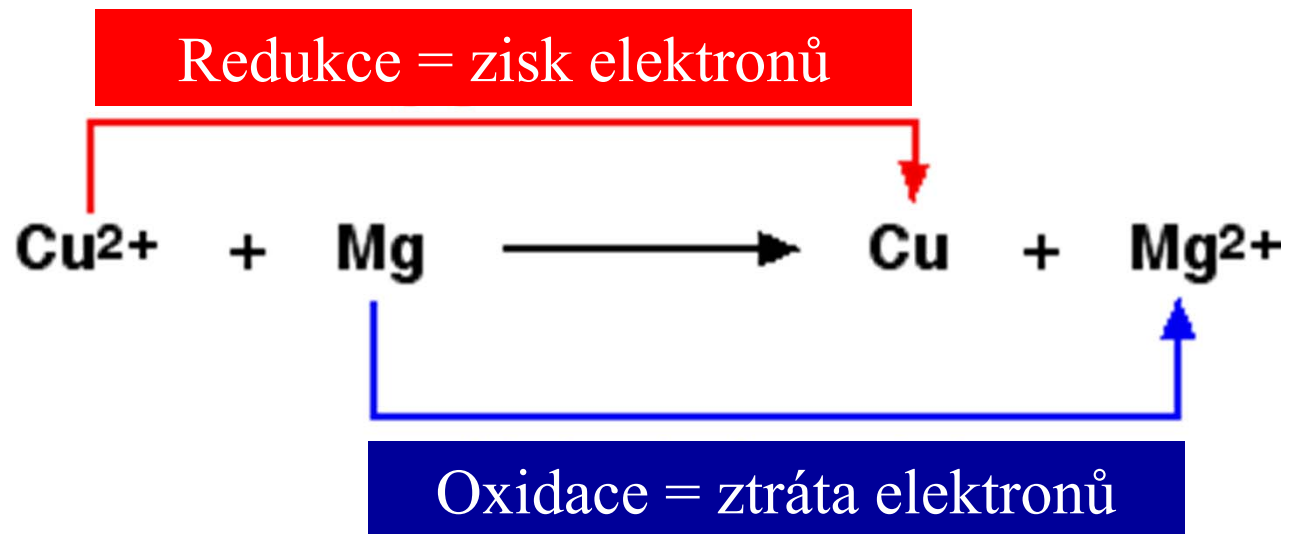 Redukce = zisk elektronů
Cu²⁺ + Mg ⟶ Cu + Mg²⁺
Oxidace = ztráta elektronů